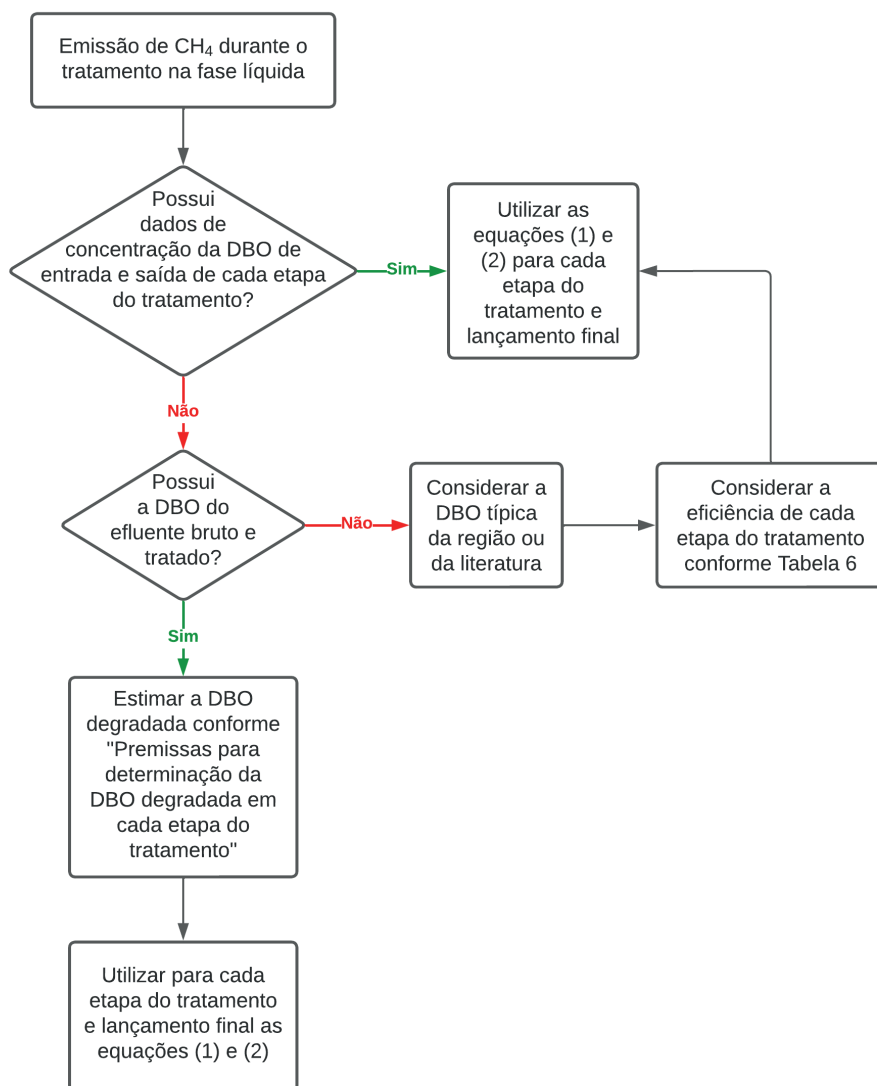 Emissão de CH₄ durante o
tratamento na fase líquida
Possui
dados de
concentração da DBO de
entrada e saída de cada etapa
do tratamento?
Sim
Utilizar as
equações (1) e
(2) para cada
etapa do
tratamento e
lançamento final
Não
Possui
a DBO do
efluente bruto e
tratado?
Não
Considerar a
DBO típica
da região ou
da literatura
Considerar a
eficiência de cada
etapa do tratamento
conforme Tabela 6
Sim
Estimar a DBO
degradada conforme
"Premissas para
determinação da
DBO degradada em
cada etapa do
tratamento"
Utilizar para cada
etapa do tratamento
e lançamento final as
equações (1) e (2)